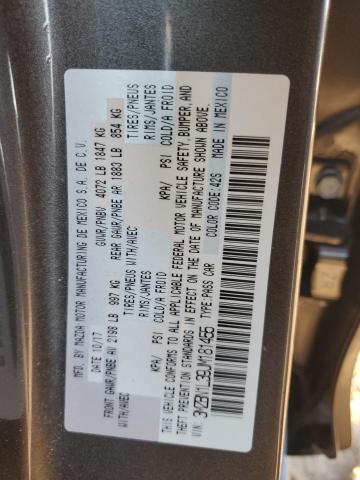 MFD. BY MAZDA MOTOR MANUFACTURING DE MEXICO S.A. DE C.V.
DATE: 10/17 GVWR/PNBV 4072 LB 1847 KG
FRONT GAWR/PNBE AV 2198 LB 997 KG REAR GAWR/PNBE AR 1883 LB 854 KG
WITH/AVEC TIRES/PNEUS WITH/AVEC TIRES/PNEUS
RIMS/JANTES RIMS/JANTES
KPA/ PSI COLD/A FROID KPA/ PSI COLD/A FROID
THIS VEHICLE CONFORMS TO ALL APPLICABLE FEDERAL MOTOR VEHICLE SAFETY, BUMPER, AND
THEFT PREVENTION STANDARDS IN EFFECT ON THE DATE OF MANUFACTURE SHOWN ABOVE.
VIN: TYPE:PASS CAR COLOR CODE:42S MADE IN MEXICO